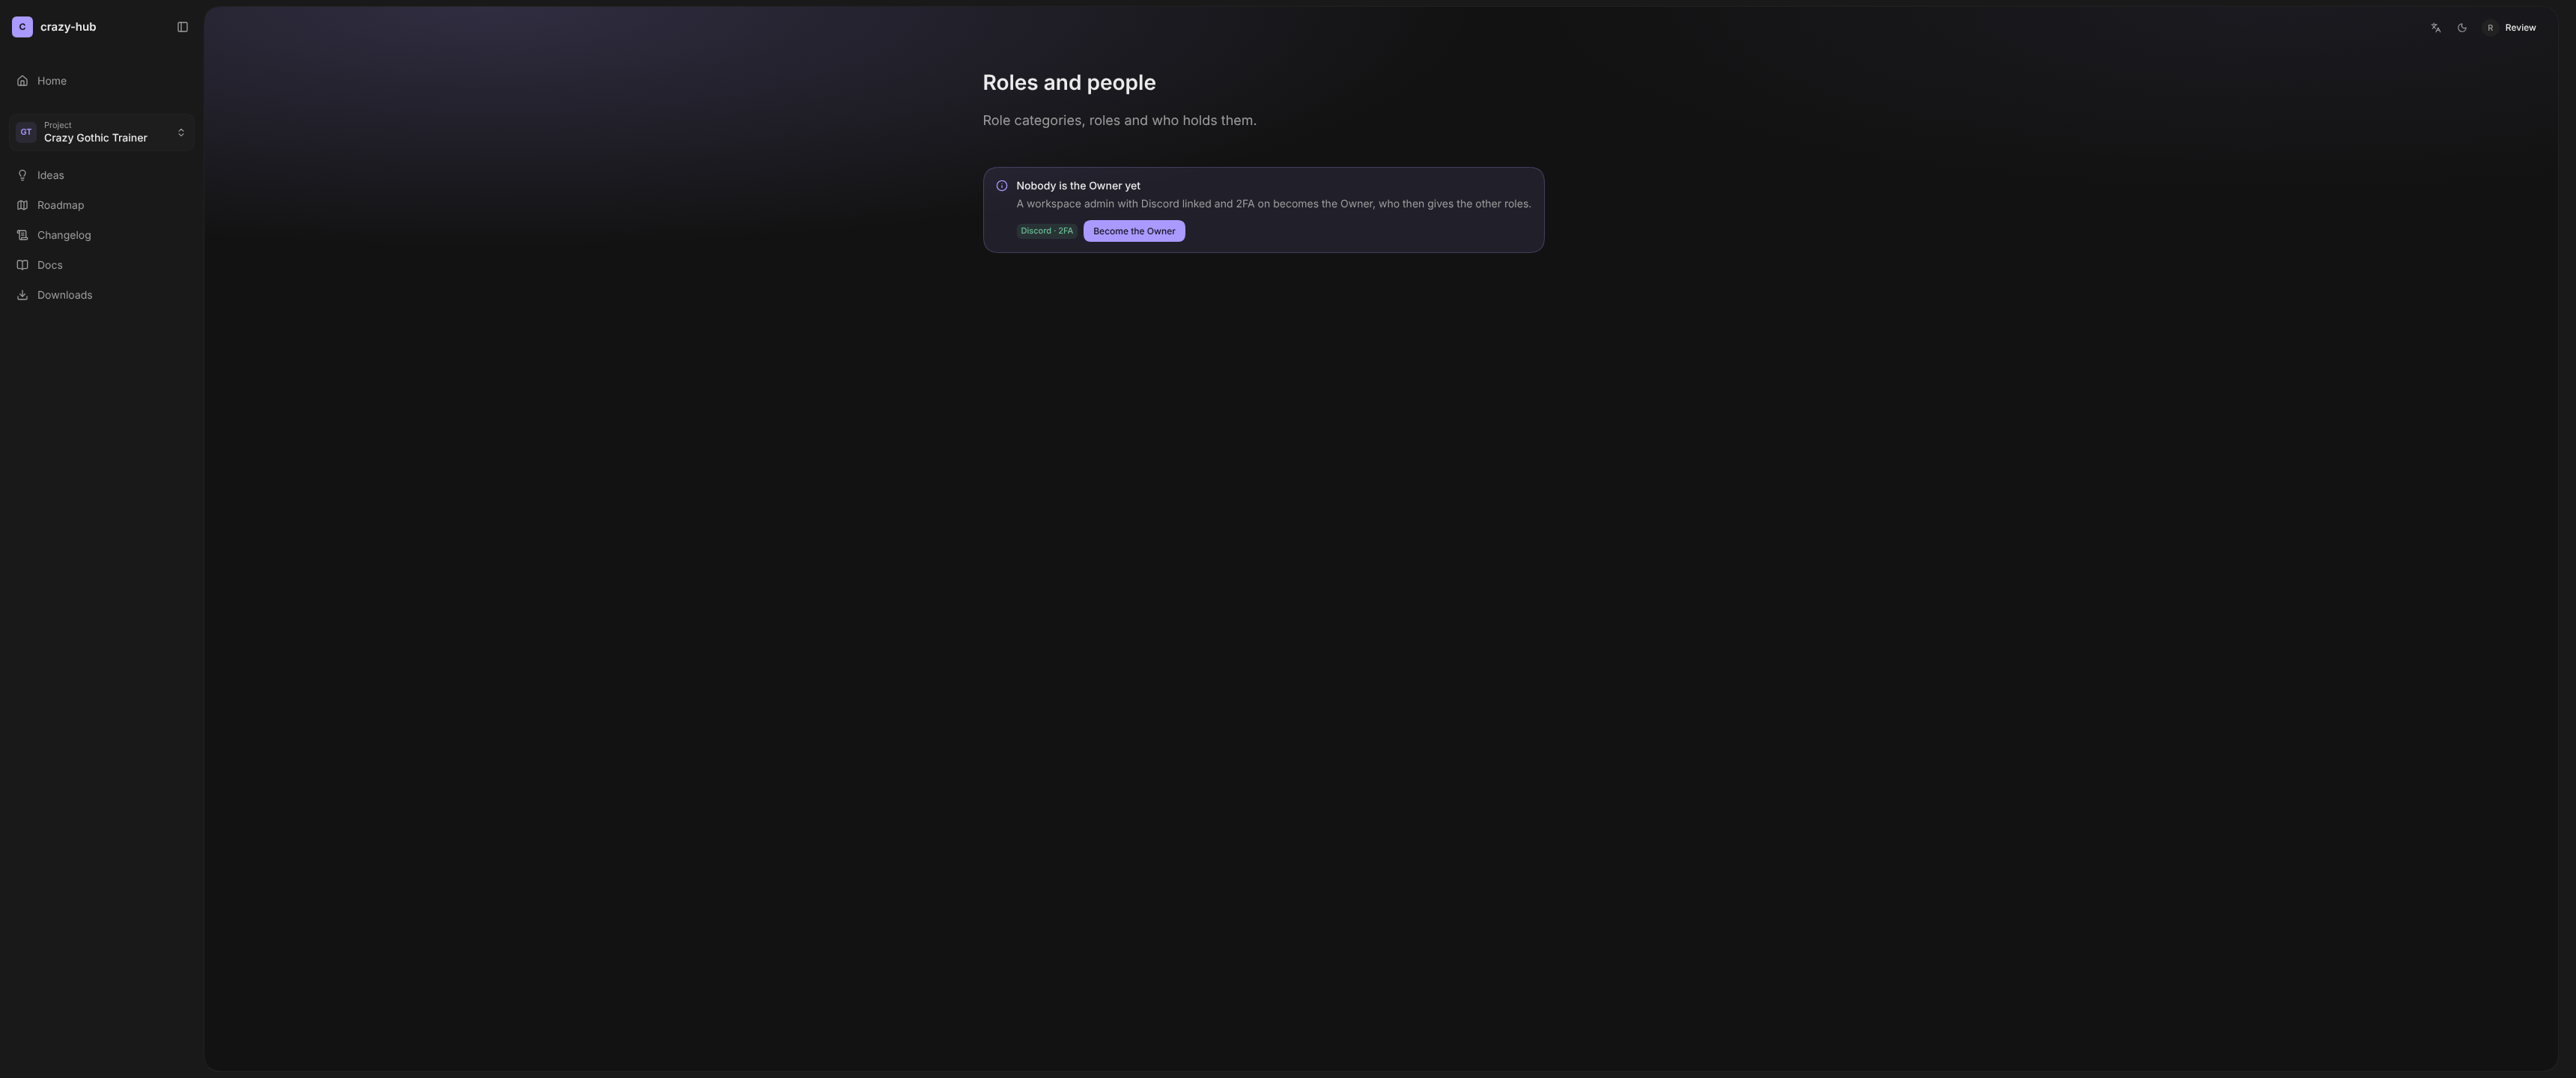 C crazy-hub
Home
GT Project
Crazy Gothic Trainer
Ideas
Roadmap
Changelog
Docs
Downloads
R Review
Roles and people
Role categories, roles and who holds them.
Nobody is the Owner yet
A workspace admin with Discord linked and 2FA on becomes the Owner, who then gives the other roles.
Discord · 2FA Become the Owner